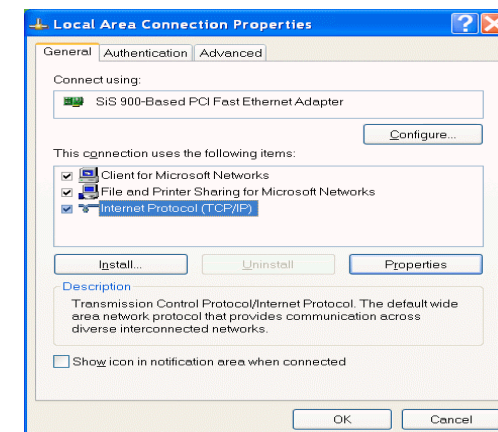 Local Area Connection Properties
General Authentication Advanced
Connect using:
SiS 900-Based PCI Fast Ethernet Adapter
Configure...
This connection uses the following items:
Client for Microsoft Networks
File and Printer Sharing for Microsoft Networks
Internet Protocol (TCP/IP)
Install... Uninstall Properties
Description
Transmission Control Protocol/Internet Protocol. The default wide
area network protocol that provides communication across
diverse interconnected networks.
Show icon in notification area when connected
OK Cancel